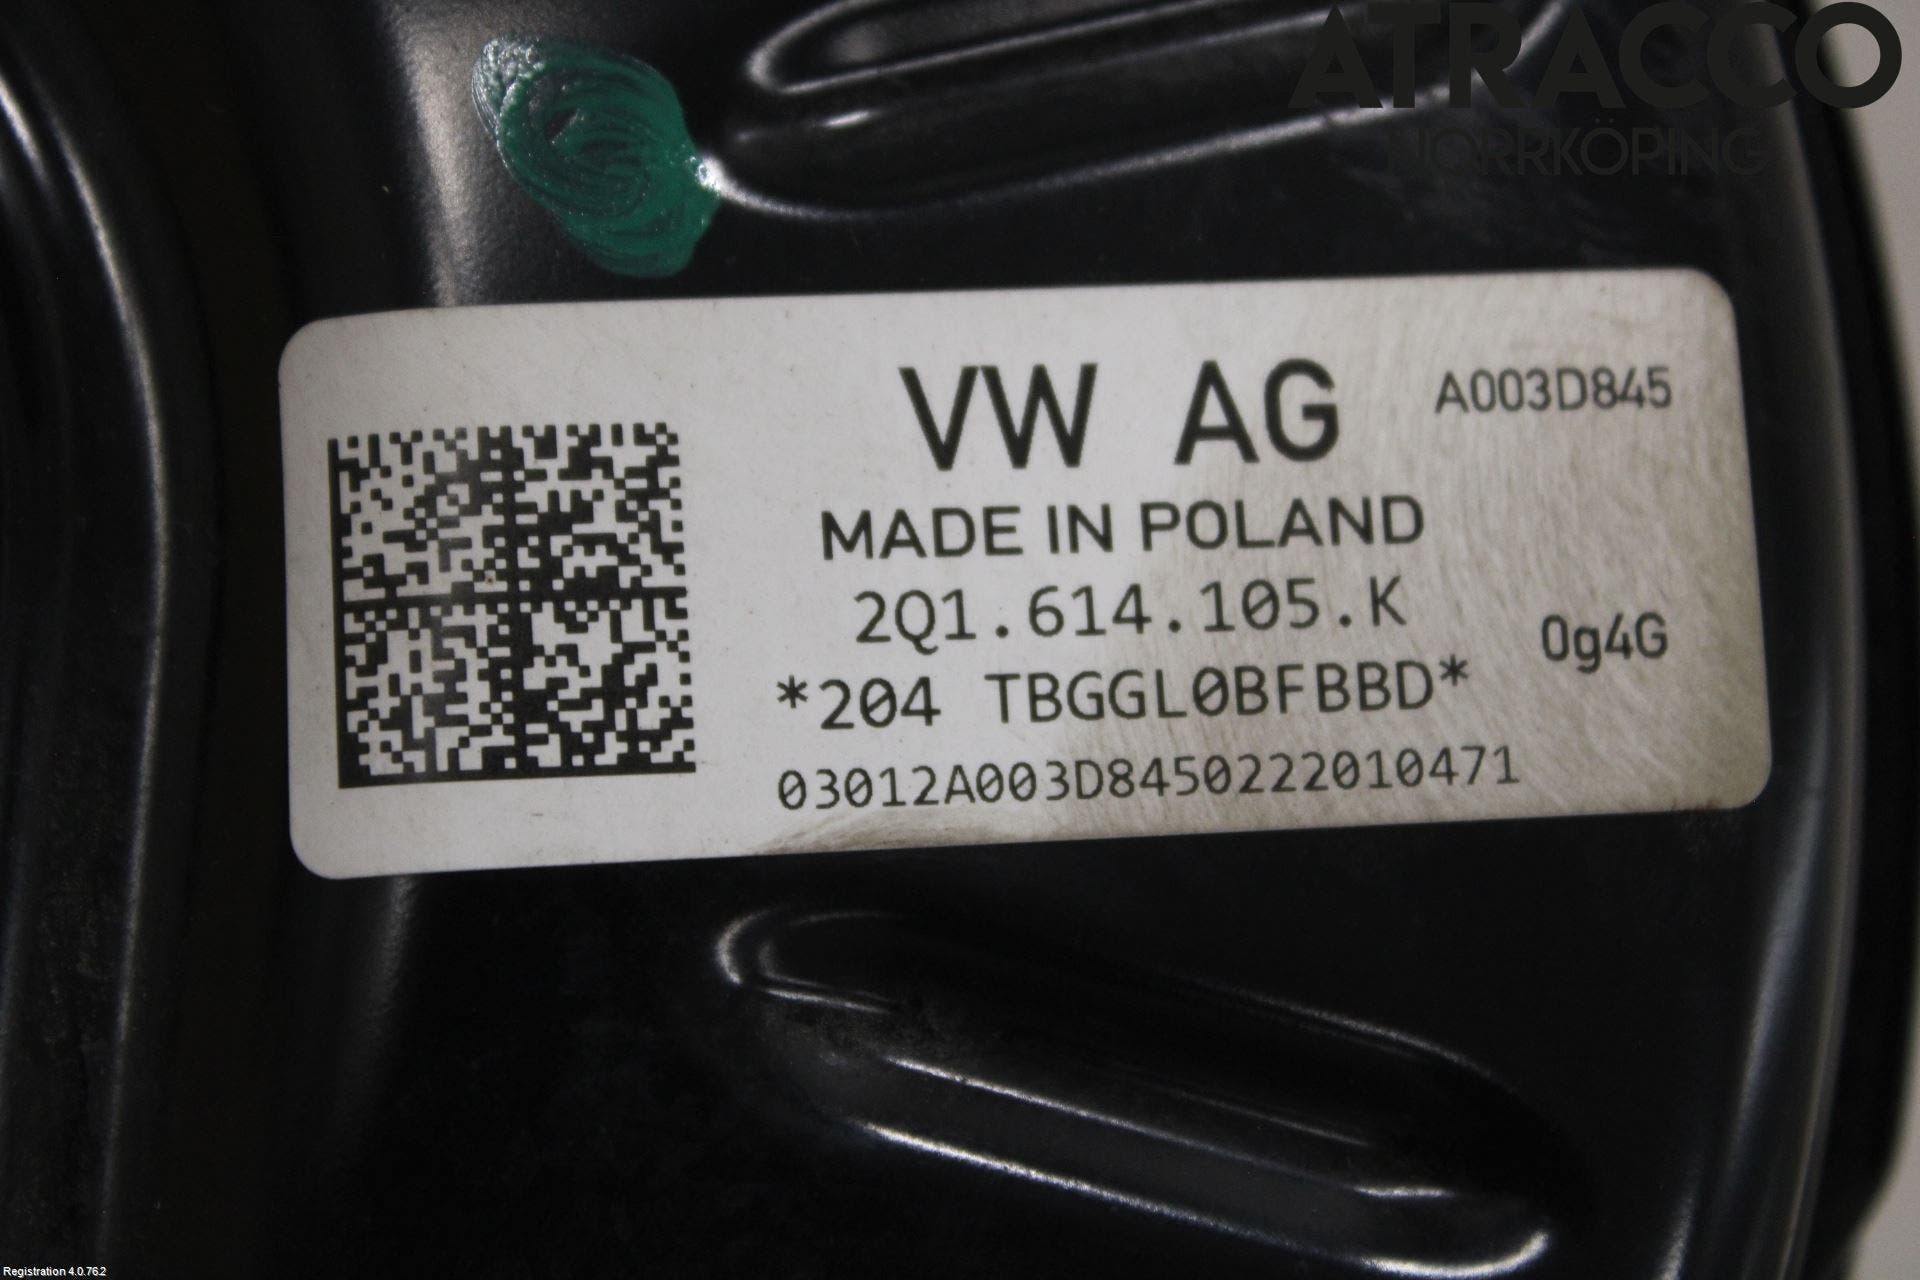 ATRACCO
NORRKÖPING
VW AG A003D845
MADE IN POLAND
2Q1.614.105.K
0g4G
*204 TBGGL0BFBBD*
03012A003D8450222010471
Registration 4.0.76.2